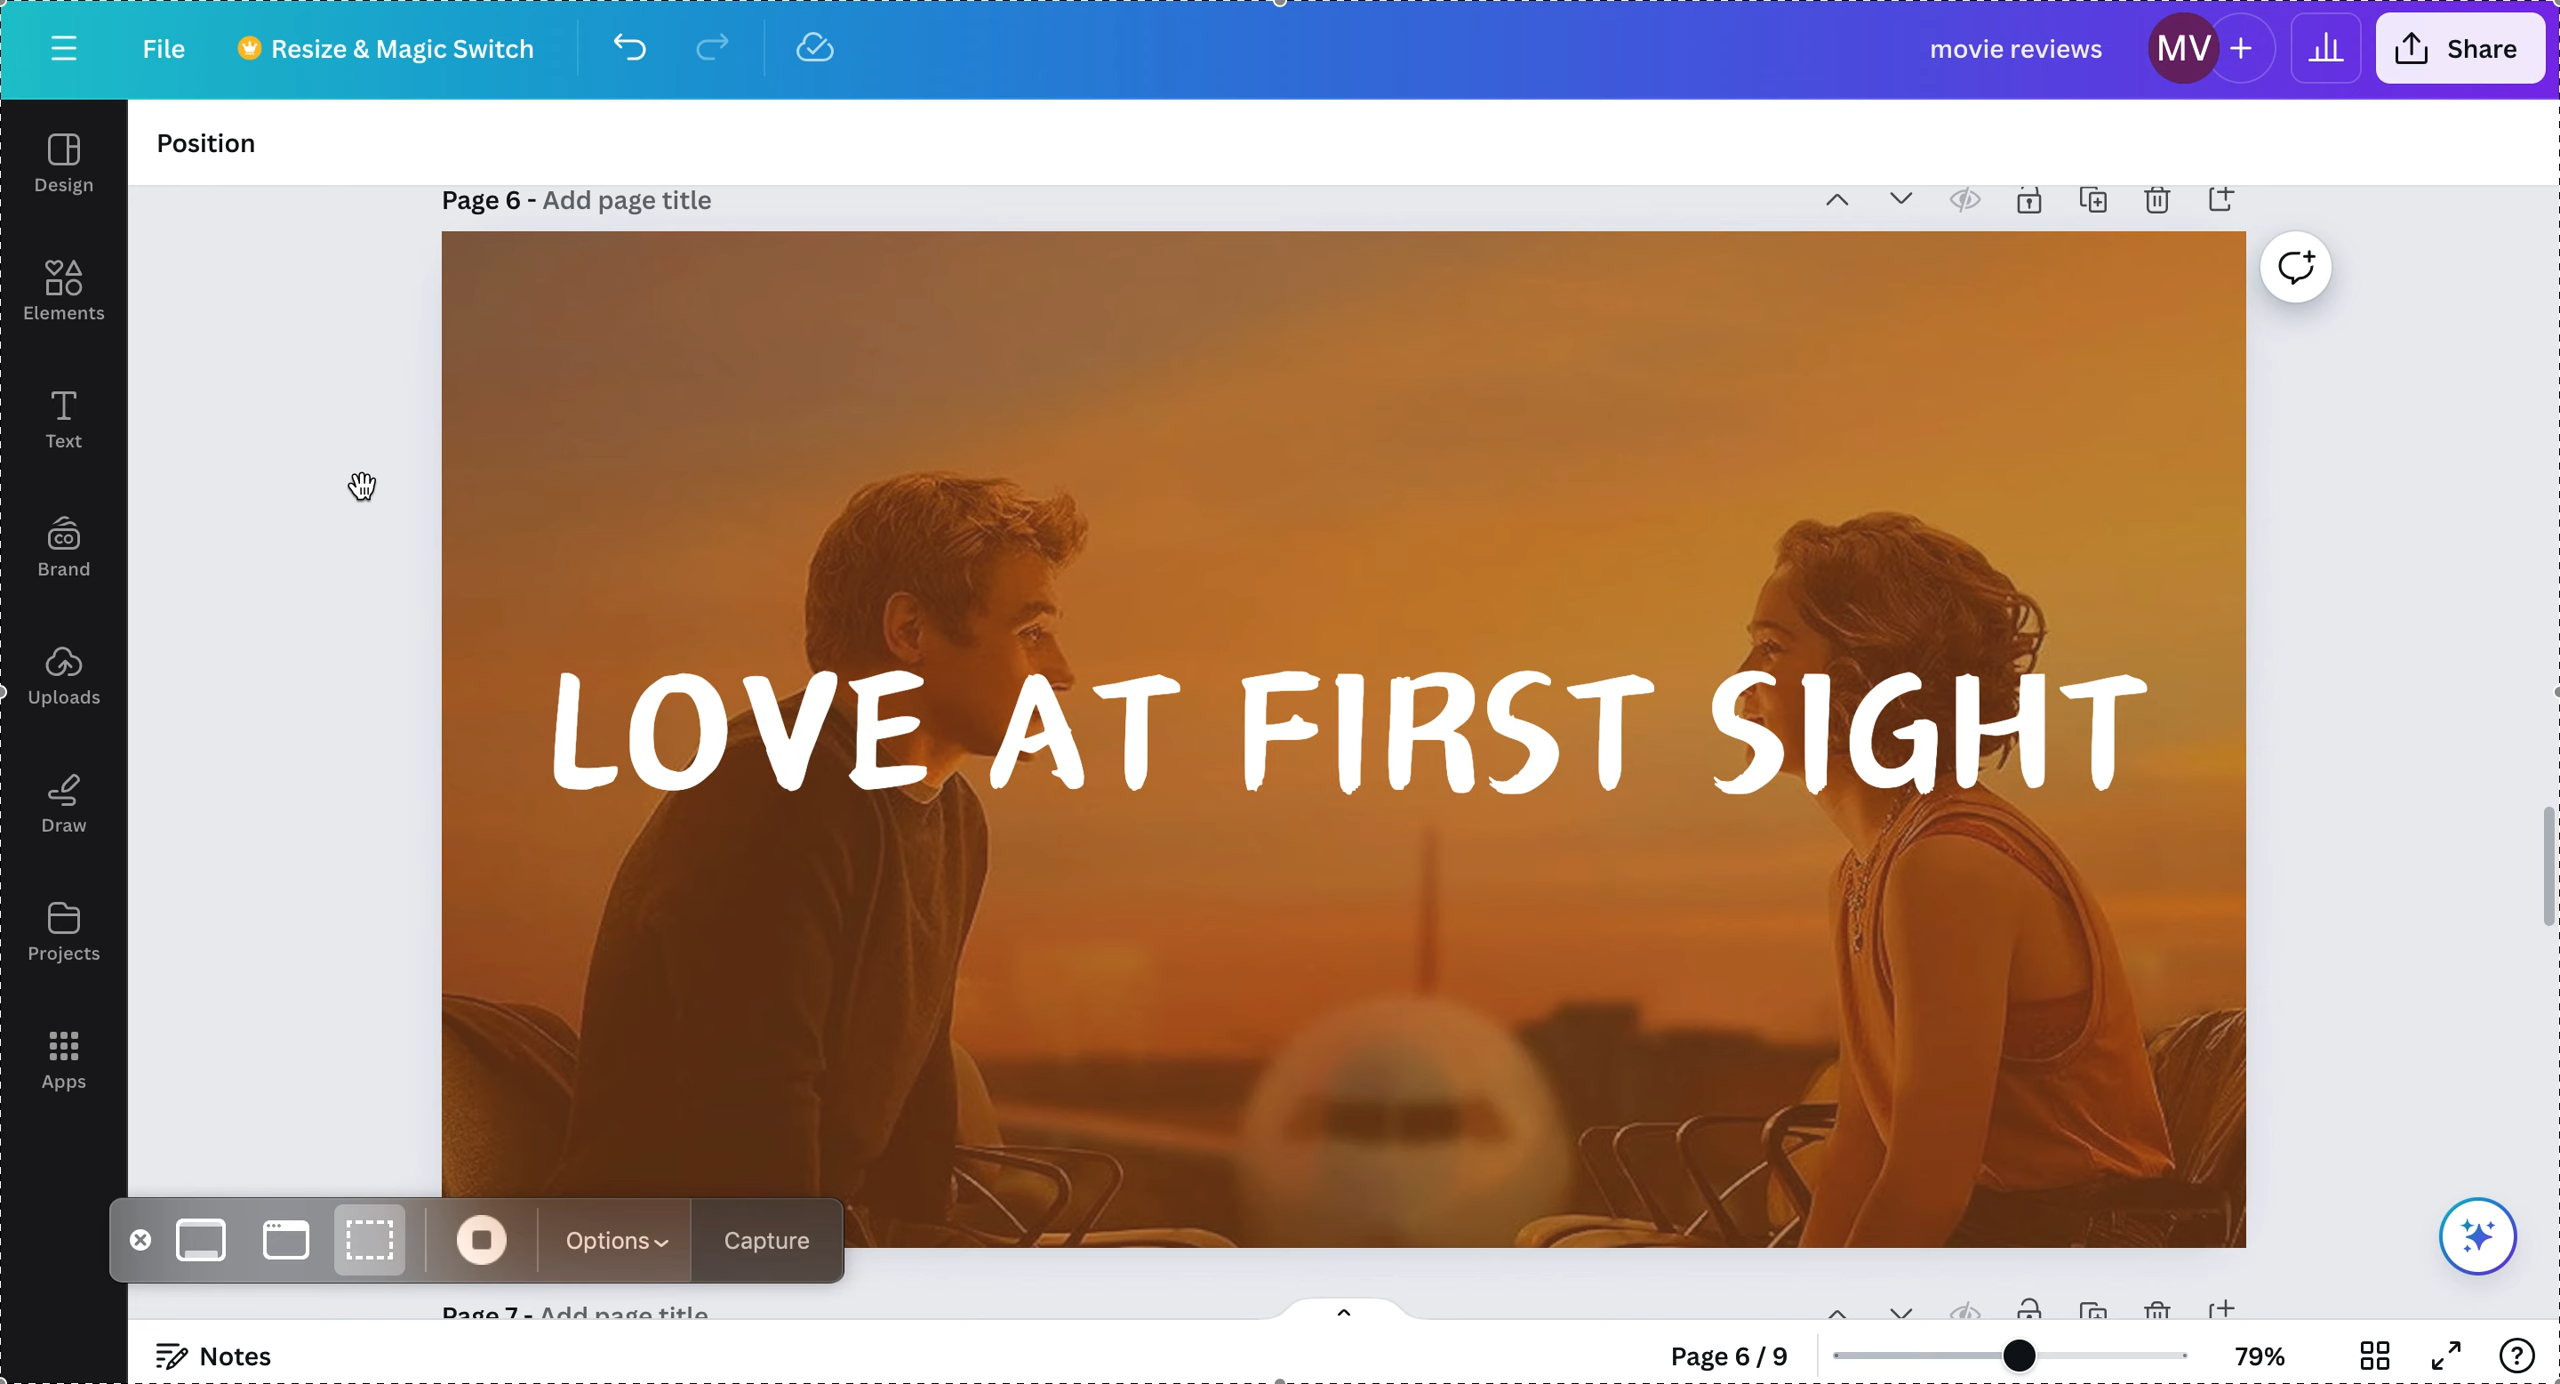 File
Resize & Magic Switch
movie reviews
MV
Share
Position
Design
Elements
Text
Brand
CO
Uploads
Draw
Projects
Apps
Page 6 - Add page title
LOVE AT FIRST SIGHT
Options
Capture
Page 7 - Add page title
Notes
Page 6 / 9
79%